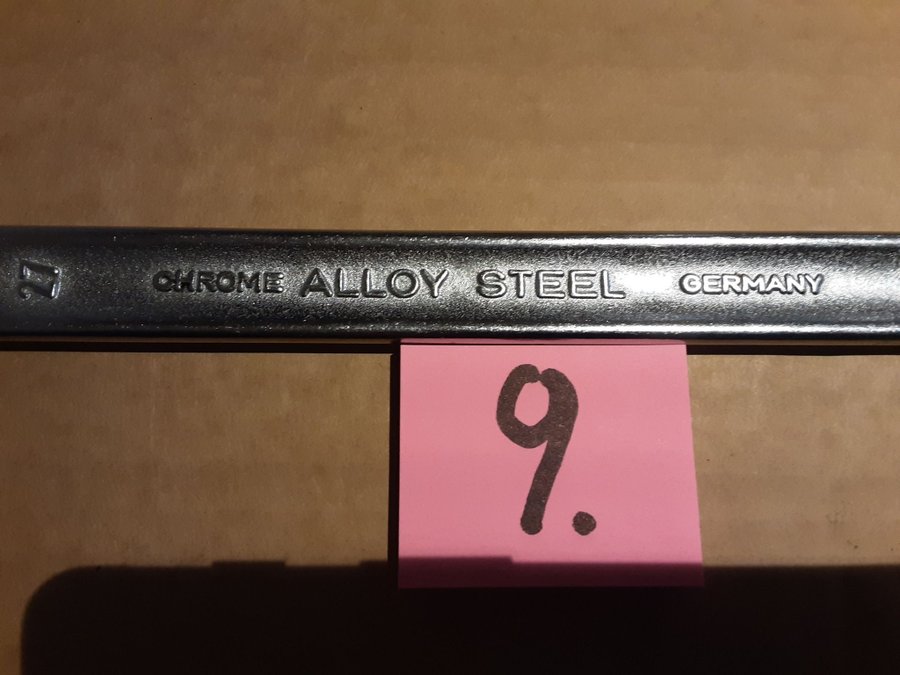 27 CHROME ALLOY STEEL GERMANY
9.